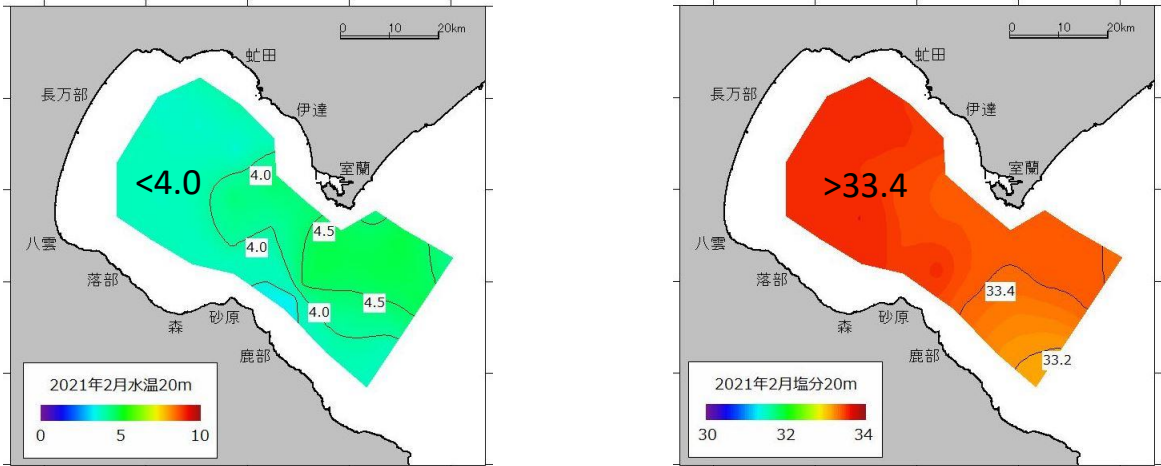 0 10 20km
虻田
長万部
伊達
室蘭
<4.0
4.0
4.5
4.0
八雲
落部
4.5
4.0
森
砂原
鹿部
2021年2月水温20m
0 5 10
0 10 20km
虻田
長万部
伊達
室蘭
>33.4
八雲
落部
33.4
森
砂原
鹿部
33.2
2021年2月塩分20m
30 32 34